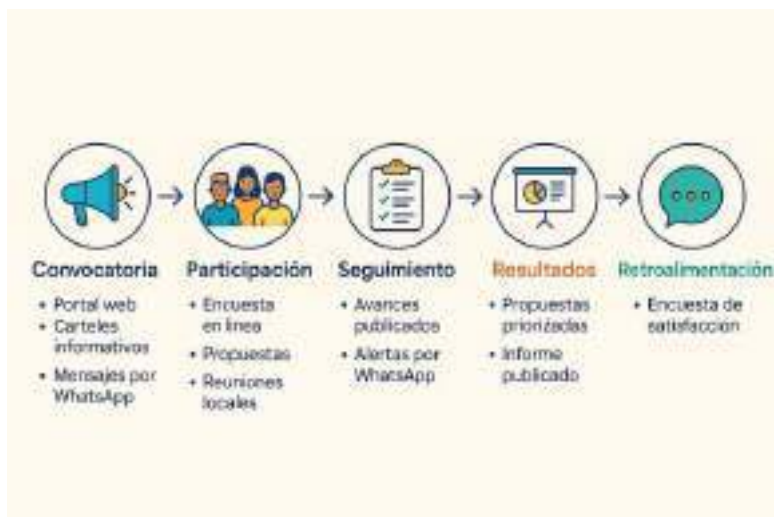 Convocatoria
• Portal web
• Carteles
informativos
• Mensajes por
WhatsApp
Participación
• Encuesta
en línea
• Propuestas
• Reuniones
locales
Seguimiento
• Avances
publicados
• Alertas por
WhatsApp
Resultados
• Propuestas
priorizadas
• Informe
publicado
Retroalimentación
• Encuesta de
satisfacción